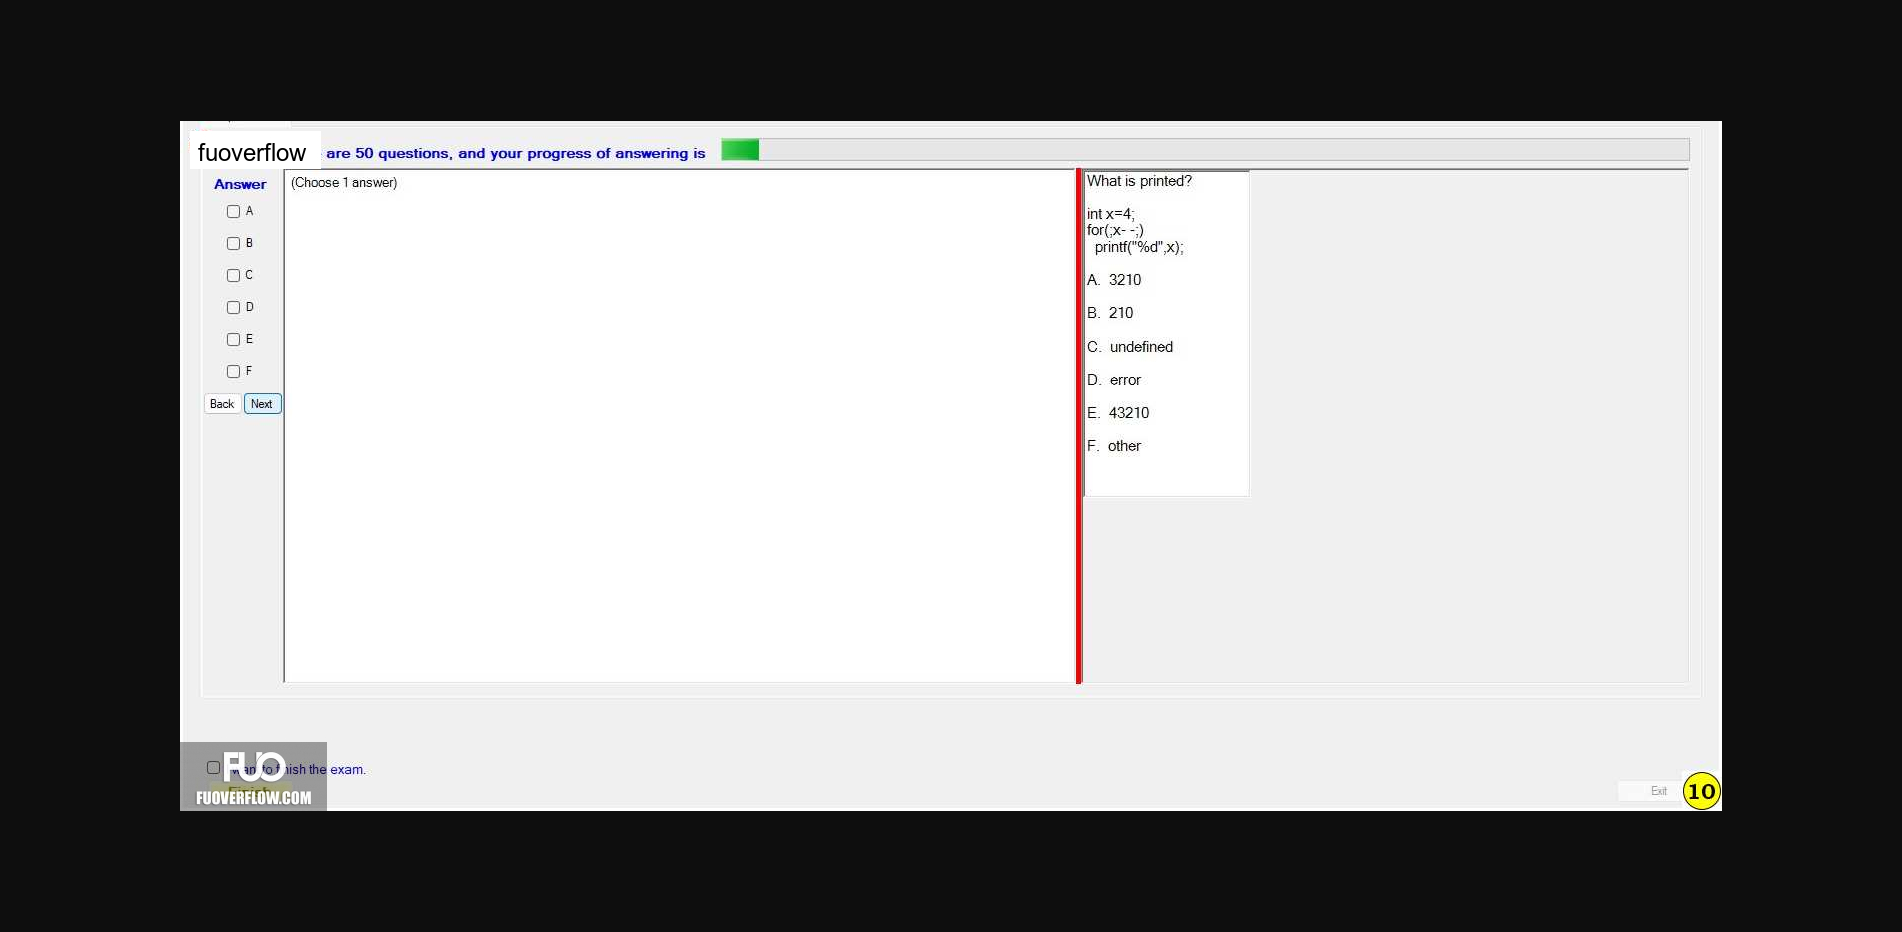 fuoverflow are 50 questions, and your progress of answering is
Answer
A
B
C
D
E
F
Back Next
(Choose 1 answer)
What is printed?
int x=4;
for(;x- -;)
printf("%d",x);
A. 3210
B. 210
C. undefined
D. error
E. 43210
F. other
FUO
want to finish the exam.
Finish
FUOVERFLOW.COM
Exit
10